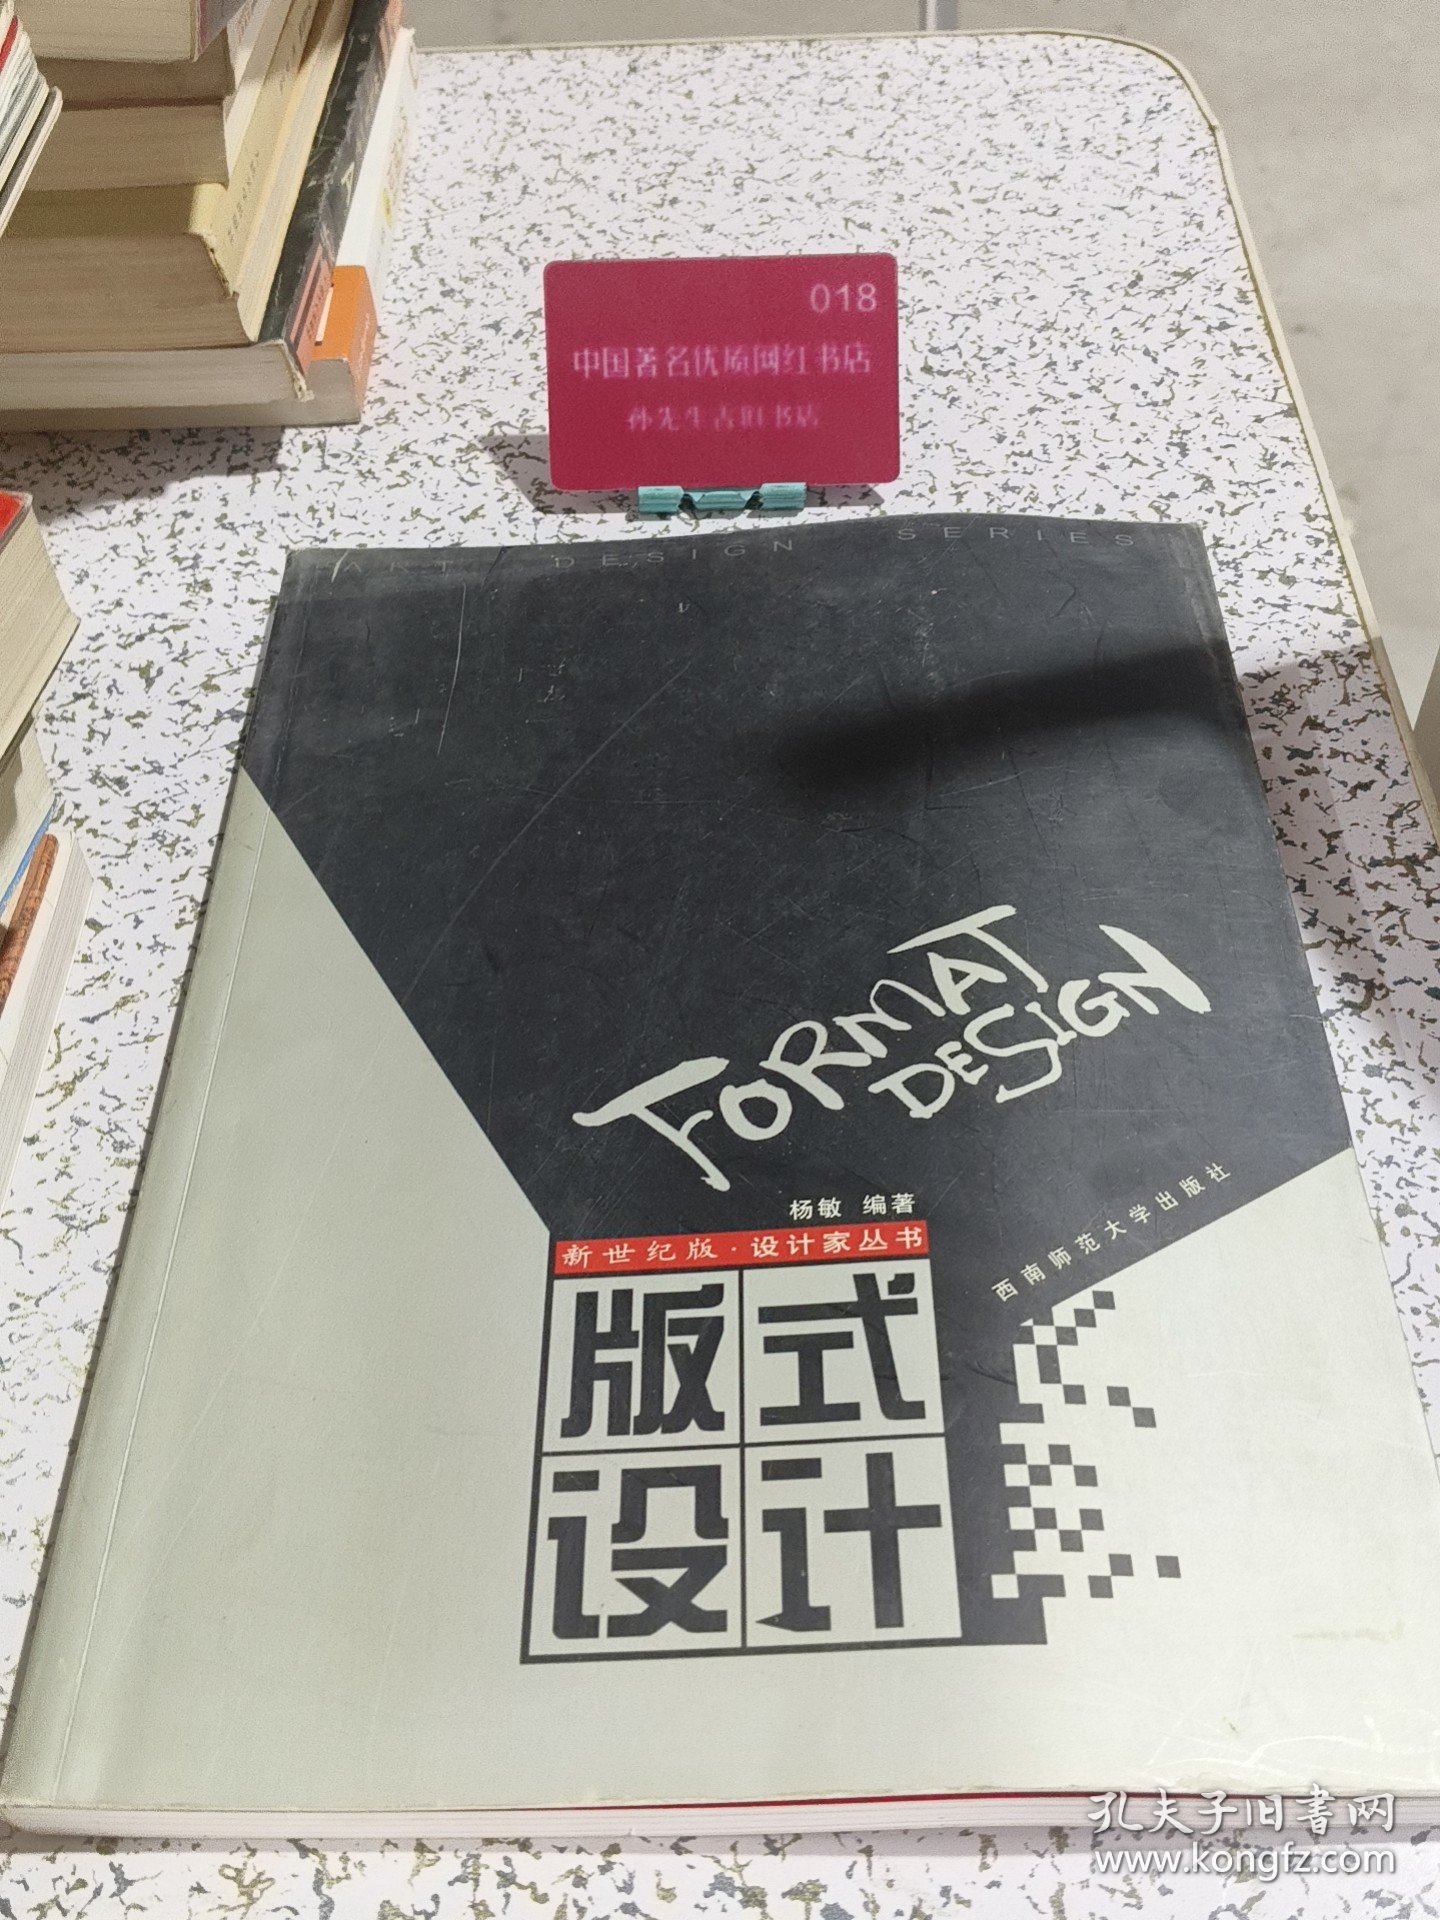 018
中国著名优质网红书店
孙先生古旧书店
ART DESIGN SERIES
FORMAT
DESIGN
杨敏 编著
新世纪版·设计家丛书
西南师范大学出版社
版式
设计
孔夫子旧书网
www.kongfz.com